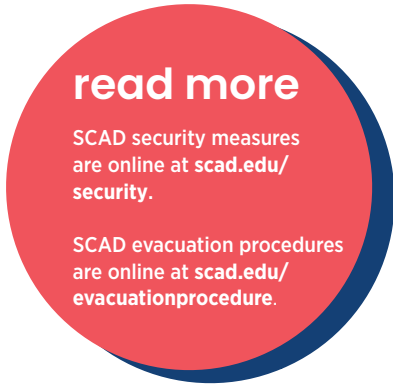 read more
SCAD security measures
are online at scad.edu/
security.
SCAD evacuation procedures
are online at scad.edu/
evacuationprocedure.